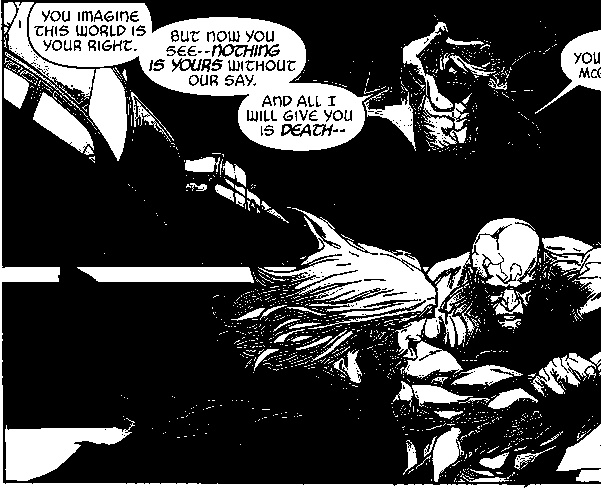 YOU IMAGINE
THIS WORLD IS
YOUR RIGHT.
BUT NOW YOU
SEE--NOTHING
IS YOURS WITHOUT
OUR SAY.
AND ALL I
WILL GIVE YOU
IS DEATH--
YOU